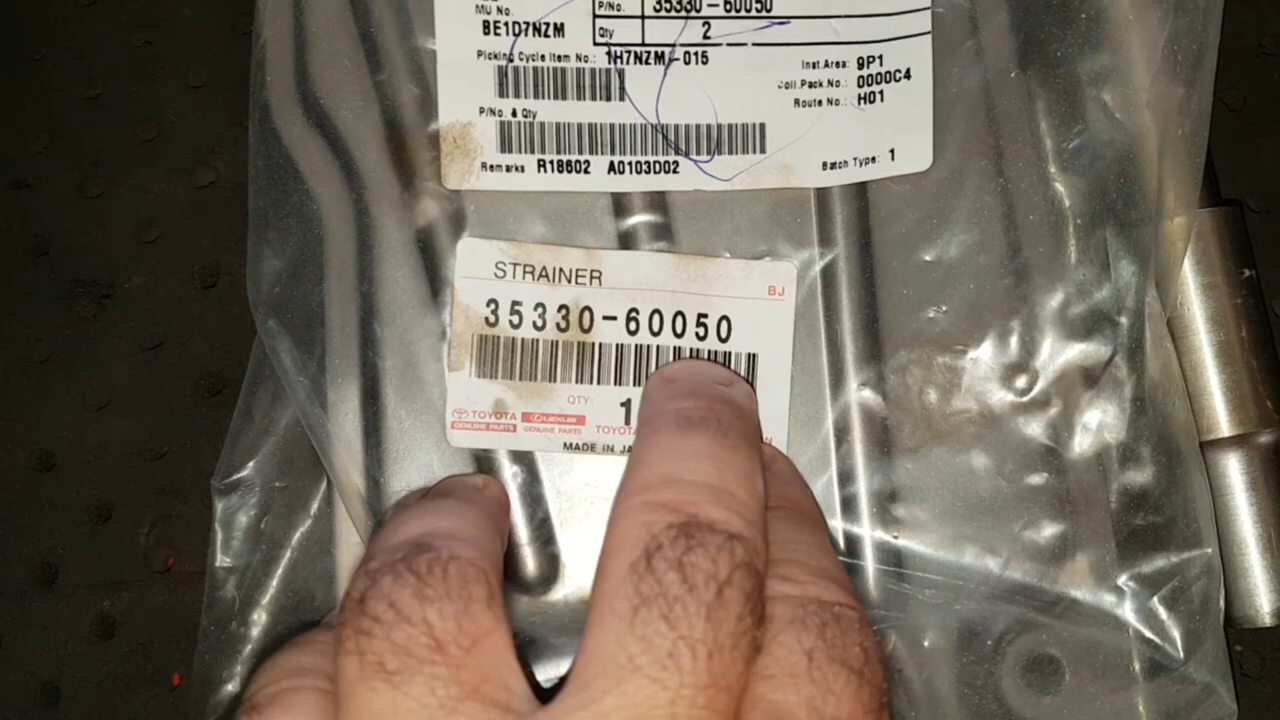 MU No.
BE1D7NZM
P/No. 35330-60050
Qty 2
Picking Cycle Item No.: 1H7NZM-015
Inst.Area: 9P1
Coll.Pack.No.: 0000C4
Route No.: H01
P/No. & Qty
Remarks R18602 A0103D02
Batch Type: 1
STRAINER
BJ
35330-60050
QTY: 1
TOYOTA
GENUINE PARTS
LEXUS
GENUINE PARTS
TOYOTA
MADE IN JA